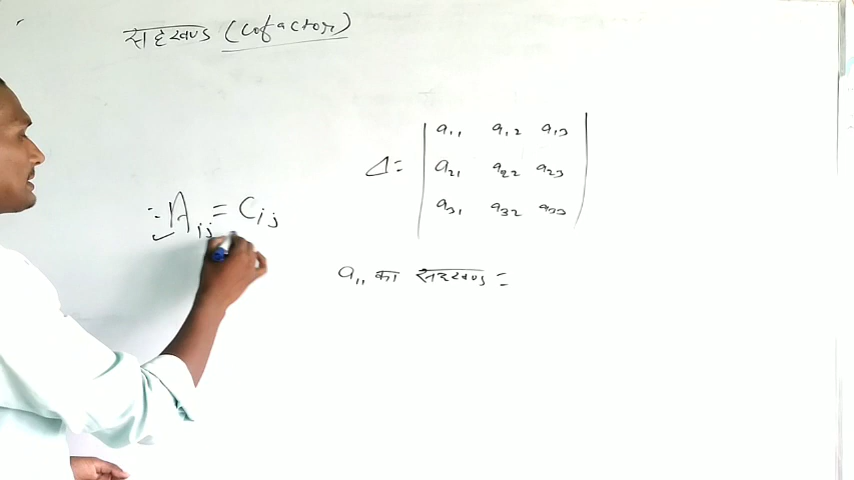 सहखण्ड (Cofactor)
Δ = | a₁₁ a₁₂ a₁₃ |
| a₂₁ a₂₂ a₂₃ |
| a₃₁ a₃₂ a₃₃ |
∴ Aᵢⱼ = Cᵢⱼ
a₁₁ का सहखण्ड =